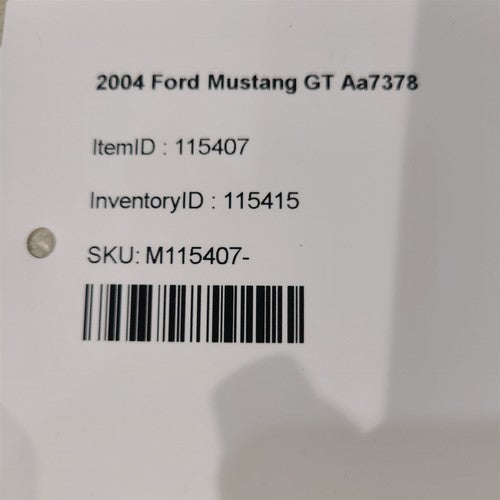 2004 Ford Mustang GT Aa7378
ItemID : 115407
InventoryID : 115415
SKU: M115407-